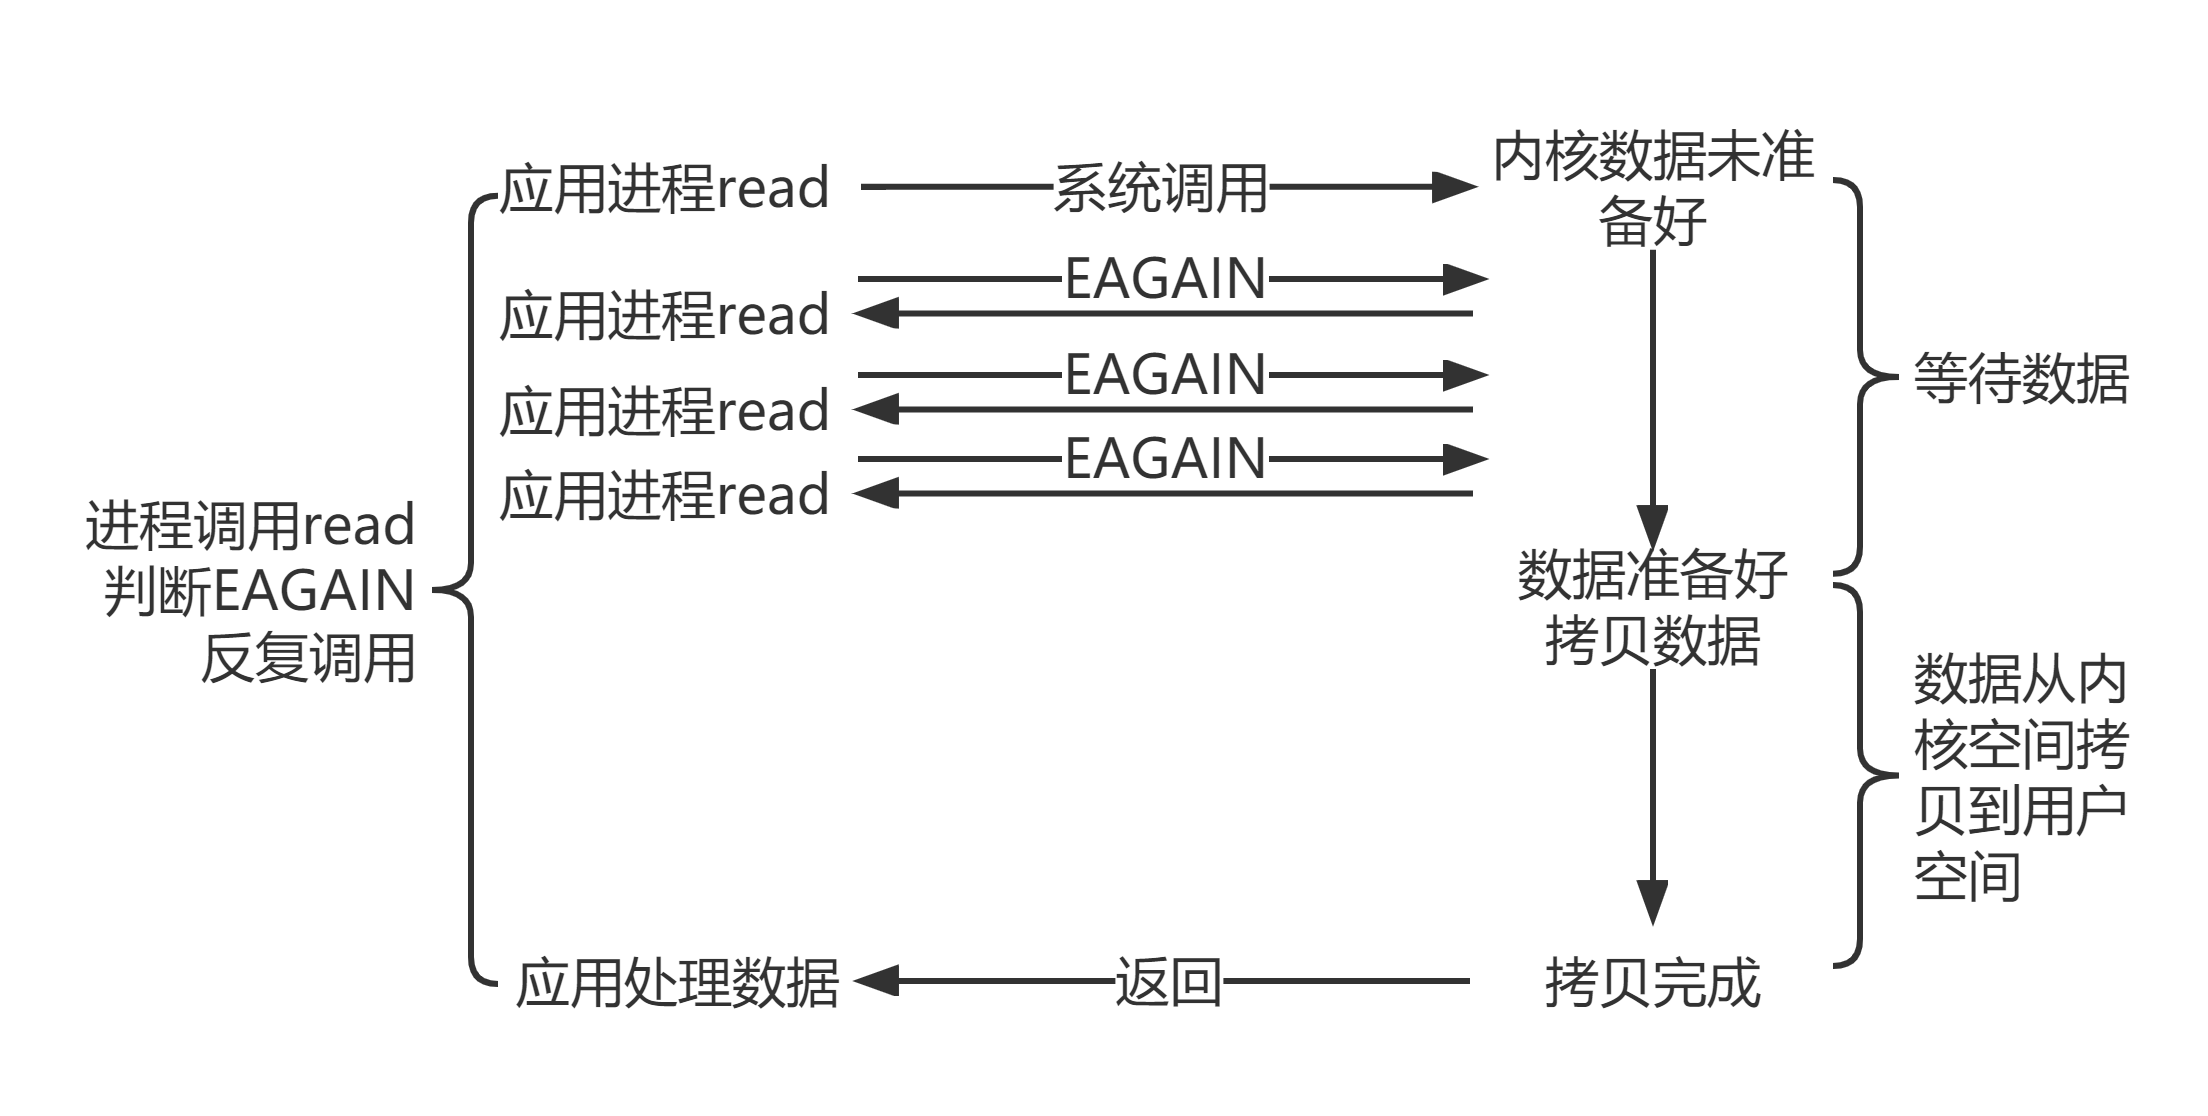 应用进程read
系统调用
内核数据未准
备好
EAGAIN
应用进程read
EAGAIN
应用进程read
EAGAIN
应用进程read
等待数据
进程调用read
判断EAGAIN
反复调用
数据准备好
拷贝数据
数据从内
核空间拷
贝到用户
空间
应用处理数据
返回
拷贝完成